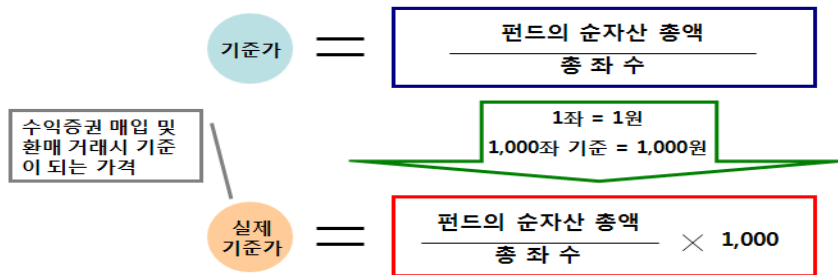 기준가
펀드의 순자산 총액
총 좌 수
1좌 = 1원
1,000좌 기준 = 1,000원
수익증권 매입 및
환매 거래시 기준
이 되는 가격
실제
기준가
펀드의 순자산 총액
총 좌 수
× 1,000